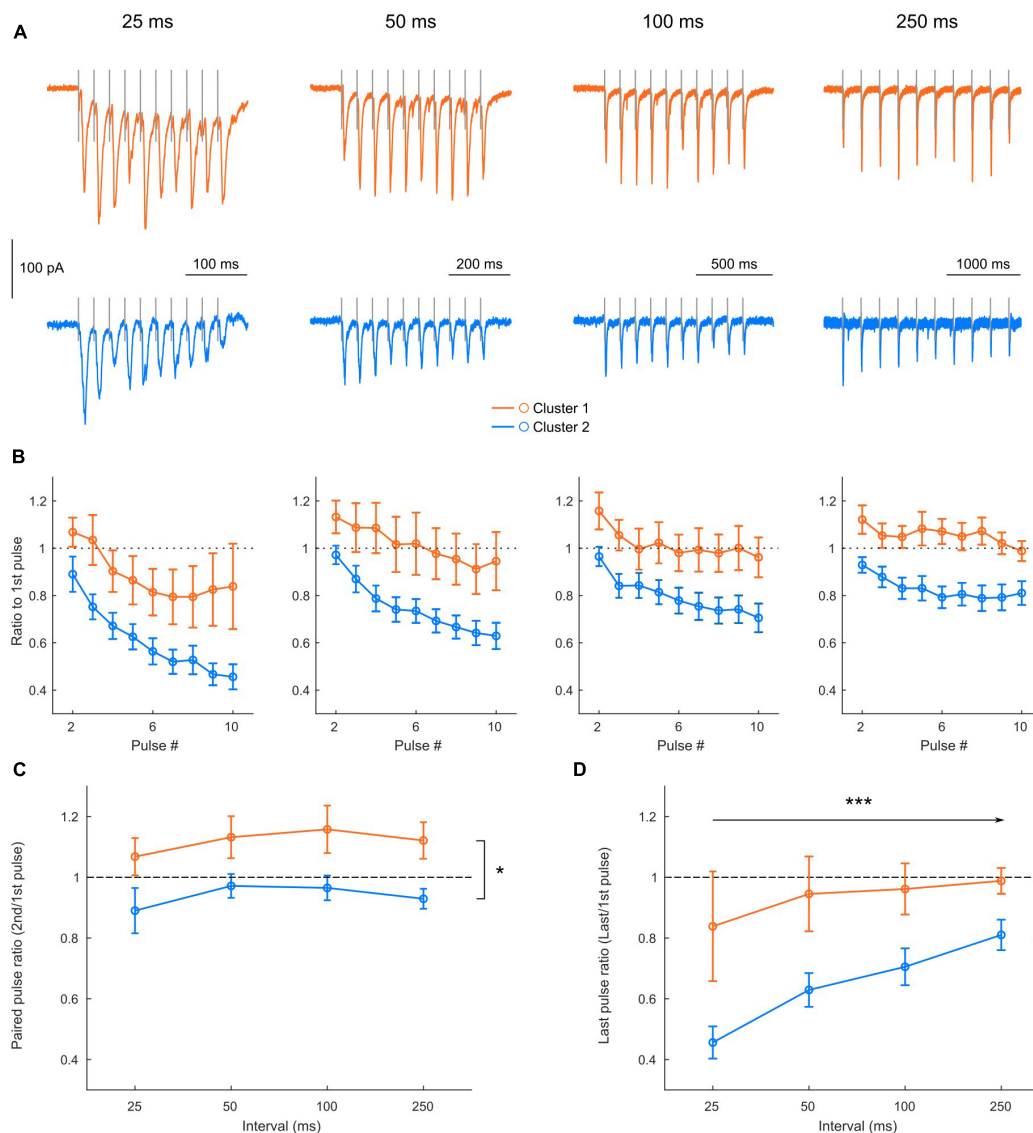 A
25 ms 50 ms 100 ms 250 ms
100 pA
100 ms 200 ms 500 ms 1000 ms
Cluster 1
Cluster 2
B
Ratio to 1st pulse
1.2 1.2 1.2 1.2
1 1 1 1
0.8 0.8 0.8 0.8
0.6 0.6 0.6 0.6
0.4 0.4 0.4 0.4
2 6 10 2 6 10 2 6 10 2 6 10
Pulse # Pulse # Pulse # Pulse #
C
Paired pulse ratio (2nd/1st pulse)
1.2
1
0.8
0.6
0.4
*
25 50 100 250
Interval (ms)
D
Last pulse ratio (Last/1st pulse)
1.2
1
0.8
0.6
0.4
***
25 50 100 250
Interval (ms)